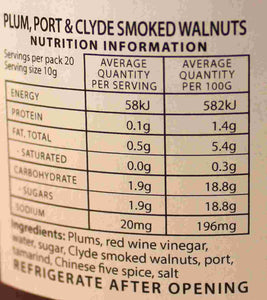 PLUM, PORT & CLYDE SMOKED WALNUTS
NUTRITION INFORMATION
Servings per pack 20
Serving size 10g
AVERAGE QUANTITY PER SERVING
AVERAGE QUANTITY PER 100G
ENERGY 58kJ 582kJ
PROTEIN 0.1g 1.4g
FAT, TOTAL 0.5g 5.4g
- SATURATED 0.0g 0.3g
CARBOHYDRATE 1.9g 18.8g
- SUGARS 1.9g 18.8g
SODIUM 20mg 196mg
Ingredients: Plums, red wine vinegar,
water, sugar, Clyde smoked walnuts, port,
tamarind, Chinese five spice, salt
REFRIGERATE AFTER OPENING